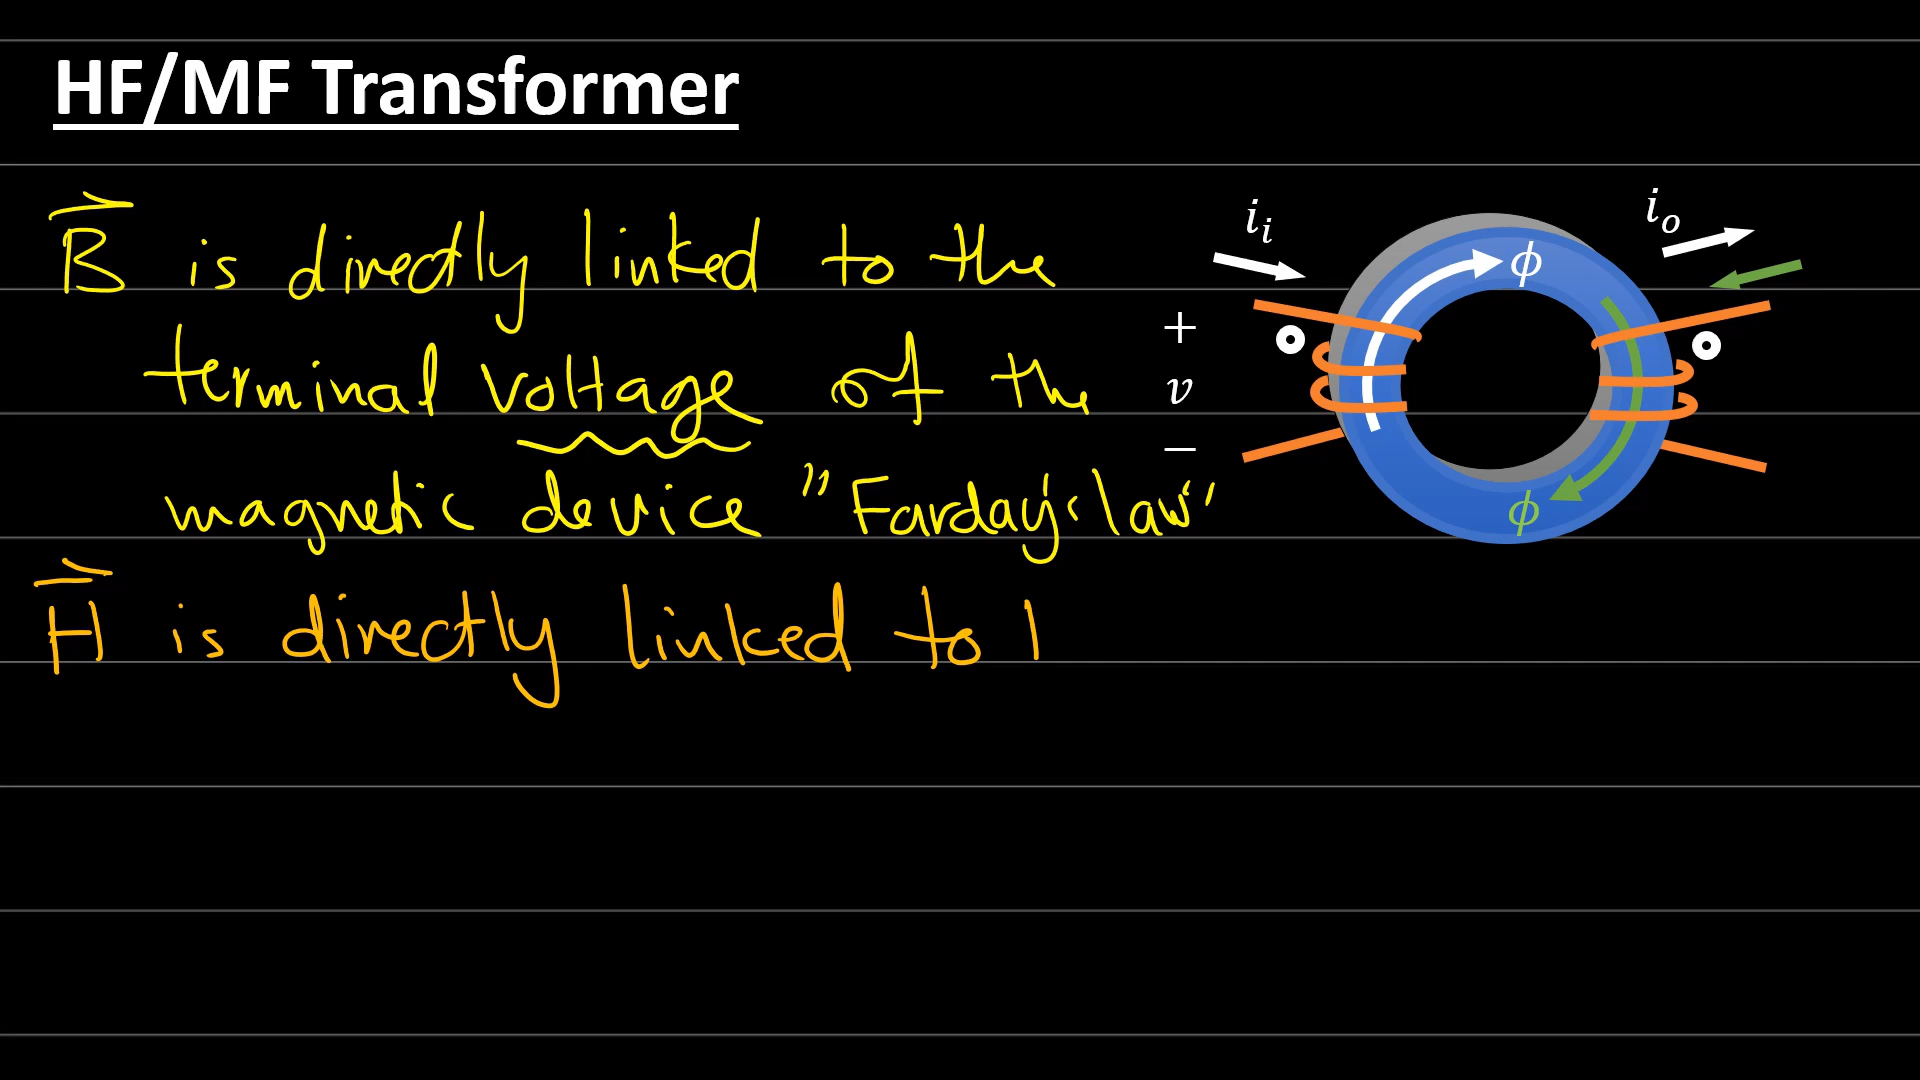 HF/MF Transformer
B is directly linked to the
terminal voltage of the
magnetic device "Farday's law"
H is directly linked to
i_i
i_o
+
v
−
ϕ
ϕ